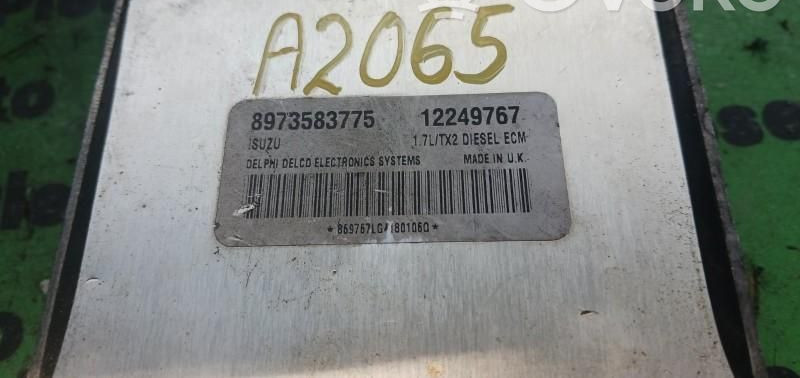 A2065
8973583775 12249767
ISUZU 1.7L/TX2 DIESEL ECM
DELPHI DELCO ELECTRONICS SYSTEMS MADE IN U.K.